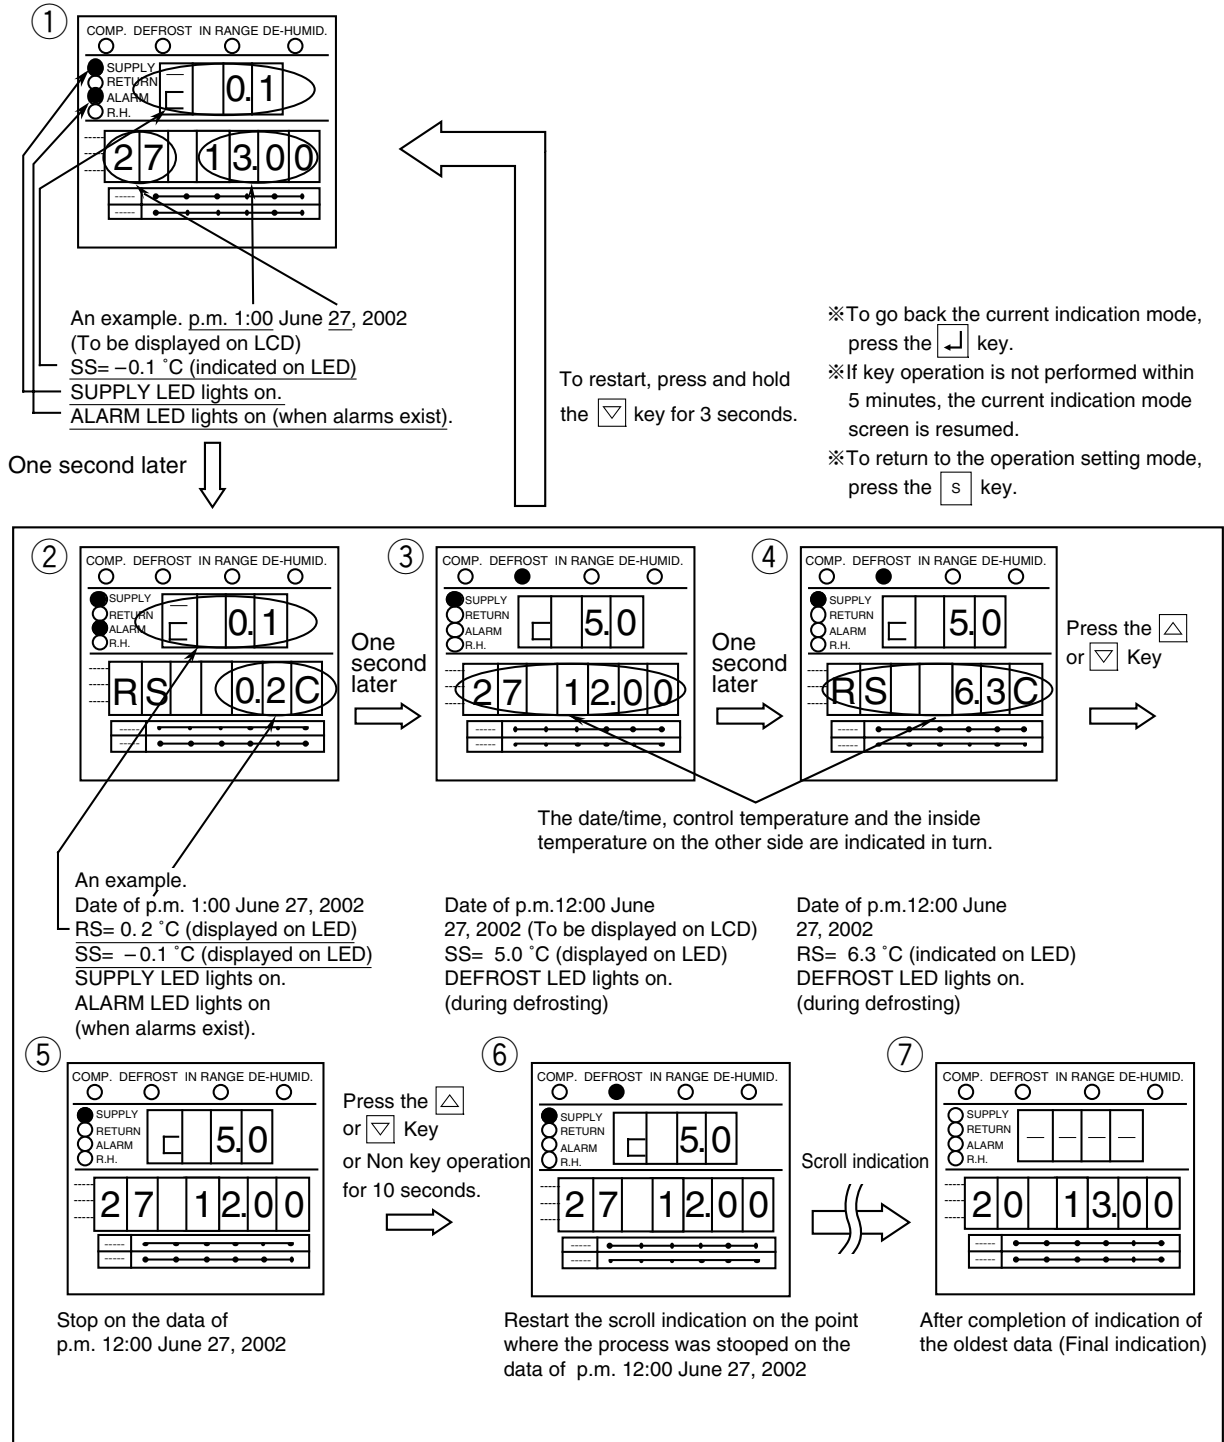 ①
COMP. DEFROST IN RANGE DE-HUMID.
SUPPLY
RETURN
ALARM
R.H.
0.1
27 13.00
An example. p.m. 1:00 June 27, 2002
(To be displayed on LCD)
SS= −0.1 ˚C (indicated on LED)
SUPPLY LED lights on.
ALARM LED lights on (when alarms exist).
One second later
To restart, press and hold
the ▽ key for 3 seconds.
※To go back the current indication mode,
press the ↵ key.
※If key operation is not performed within
5 minutes, the current indication mode
screen is resumed.
※To return to the operation setting mode,
press the S key.
②
COMP. DEFROST IN RANGE DE-HUMID.
SUPPLY
RETURN
ALARM
R.H.
0.1
RS 0.2C
One
second
later
③
COMP. DEFROST IN RANGE DE-HUMID.
SUPPLY
RETURN
ALARM
R.H.
5.0
27 12.00
One
second
later
④
COMP. DEFROST IN RANGE DE-HUMID.
SUPPLY
RETURN
ALARM
R.H.
5.0
RS 6.3C
Press the △
or ▽ Key
The date/time, control temperature and the inside
temperature on the other side are indicated in turn.
An example.
Date of p.m. 1:00 June 27, 2002
RS= 0. 2 ˚C (displayed on LED)
SS= −0.1 ˚C (displayed on LED)
SUPPLY LED lights on.
ALARM LED lights on
(when alarms exist).
Date of p.m.12:00 June
27, 2002 (To be displayed on LCD)
SS= 5.0 ˚C (displayed on LED)
DEFROST LED lights on.
(during defrosting)
Date of p.m.12:00 June
27, 2002
RS= 6.3 ˚C (indicated on LED)
DEFROST LED lights on.
(during defrosting)
⑤
COMP. DEFROST IN RANGE DE-HUMID.
SUPPLY
RETURN
ALARM
R.H.
5.0
27 12.00
Stop on the data of
p.m. 12:00 June 27, 2002
Press the △
or ▽ Key
or Non key operation
for 10 seconds.
⑥
COMP. DEFROST IN RANGE DE-HUMID.
SUPPLY
RETURN
ALARM
R.H.
5.0
27 12.00
Restart the scroll indication on the point
where the process was stooped on the
data of p.m. 12:00 June 27, 2002
Scroll indication
⑦
COMP. DEFROST IN RANGE DE-HUMID.
SUPPLY
RETURN
ALARM
R.H.
– – – –
20 13.00
After completion of indication of
the oldest data (Final indication)